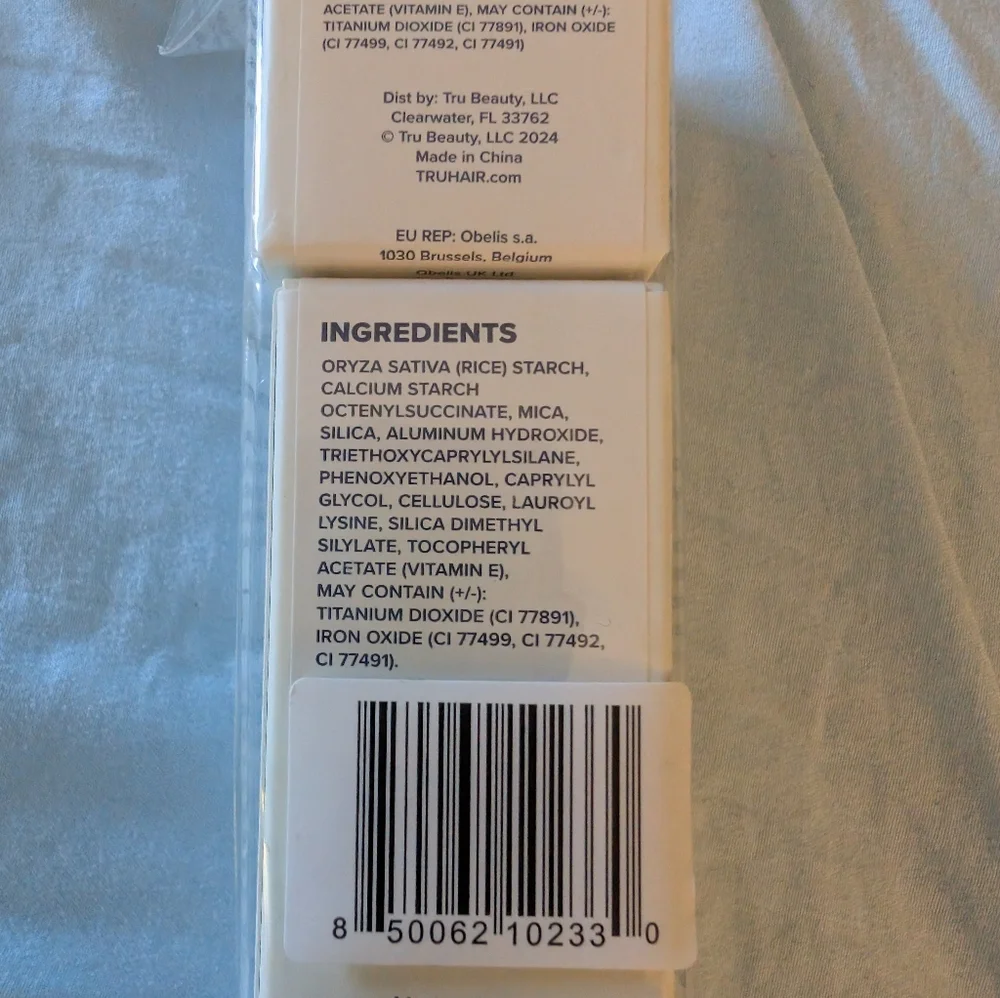 ACETATE (VITAMIN E), MAY CONTAIN (+/-):
TITANIUM DIOXIDE (CI 77891), IRON OXIDE
(CI 77499, CI 77492, CI 77491)
Dist by: Tru Beauty, LLC
Clearwater, FL 33762
© Tru Beauty, LLC 2024
Made in China
TRUHAIR.com
EU REP: Obelis s.a.
1030 Brussels, Belgium
Obelis UK Ltd
INGREDIENTS
ORYZA SATIVA (RICE) STARCH,
CALCIUM STARCH
OCTENYLSUCCINATE, MICA,
SILICA, ALUMINUM HYDROXIDE,
TRIETHOXYCAPRYLYLSILANE,
PHENOXYETHANOL, CAPRYLYL
GLYCOL, CELLULOSE, LAUROYL
LYSINE, SILICA DIMETHYL
SILYLATE, TOCOPHERYL
ACETATE (VITAMIN E),
MAY CONTAIN (+/-):
TITANIUM DIOXIDE (CI 77891),
IRON OXIDE (CI 77499, CI 77492,
CI 77491).
8 50062 10233 0